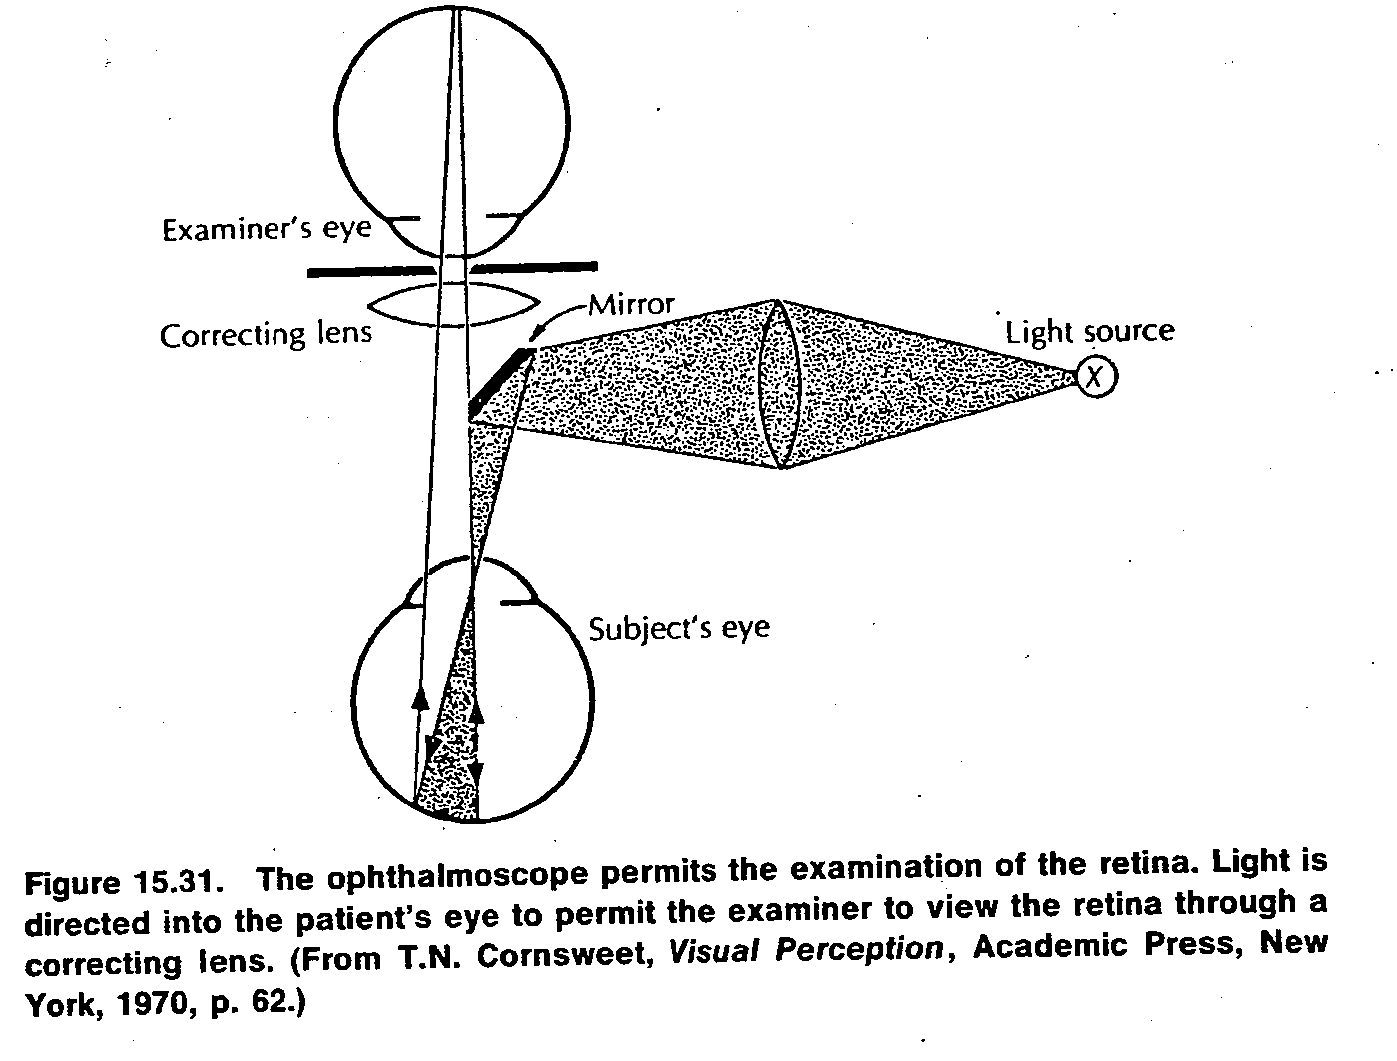 Examiner's eye
Mirror
Correcting lens
Light source
X
Subject's eye
Figure 15.31. The ophthalmoscope permits the examination of the retina. Light is
directed into the patient's eye to permit the examiner to view the retina through a
correcting lens. (From T.N. Cornsweet, Visual Perception, Academic Press, New
York, 1970, p. 62.)